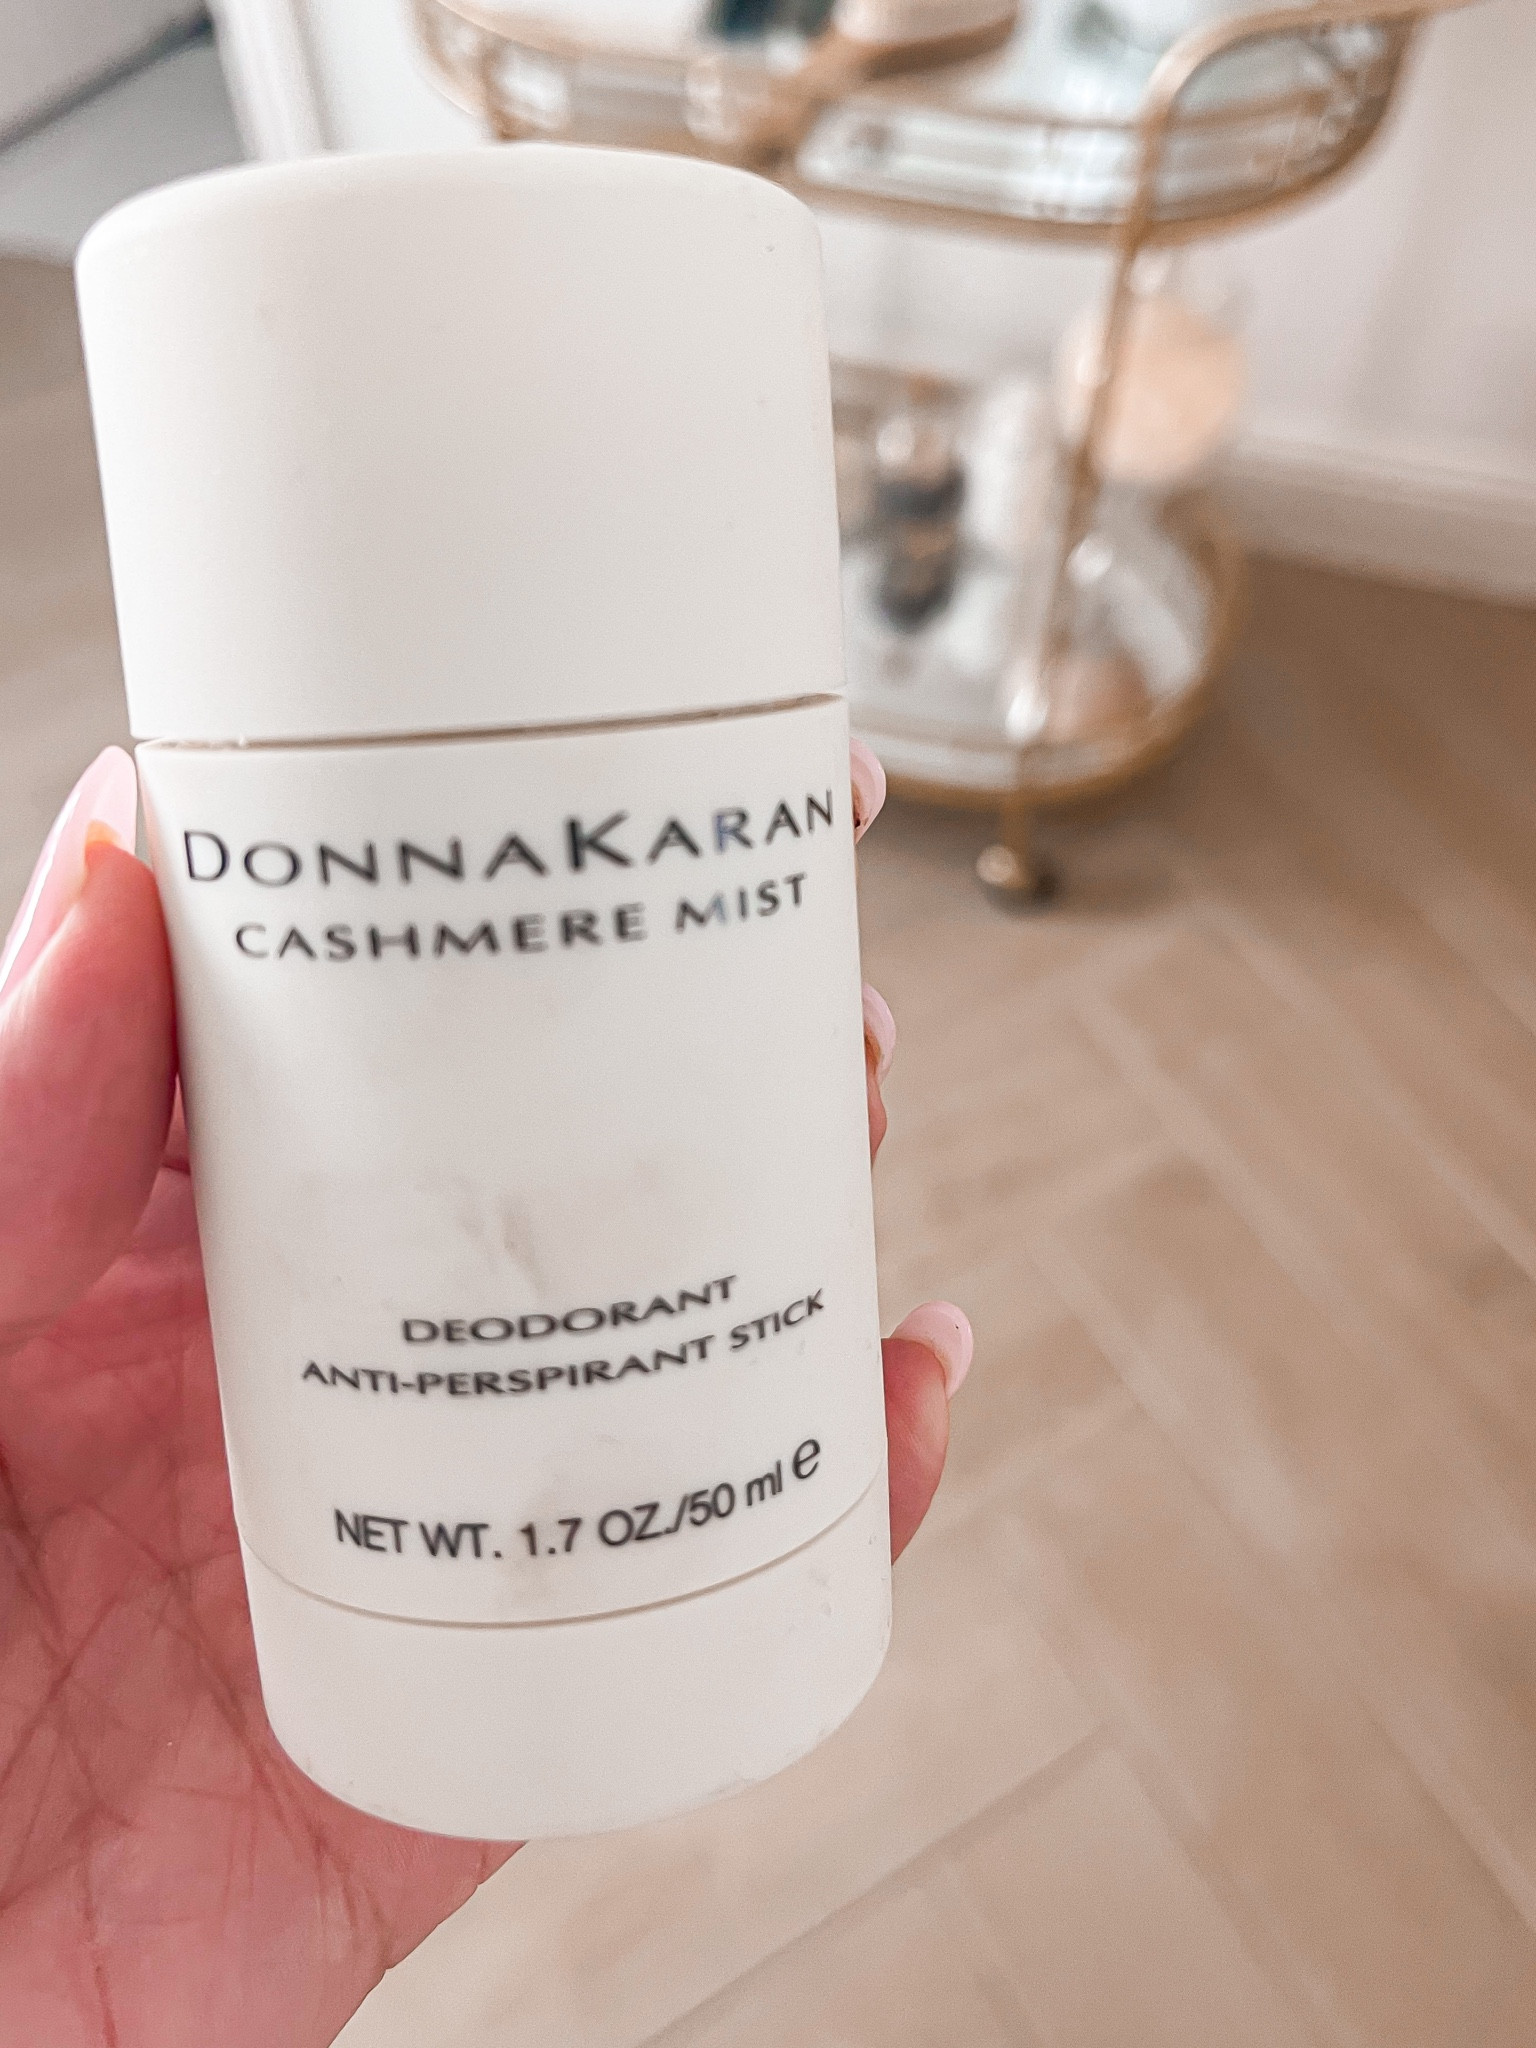 DONNAKARAN
CASHMERE MIST
DEODORANT
ANTI-PERSPIRANT STICK
NET WT. 1.7 OZ./50 ml ℮